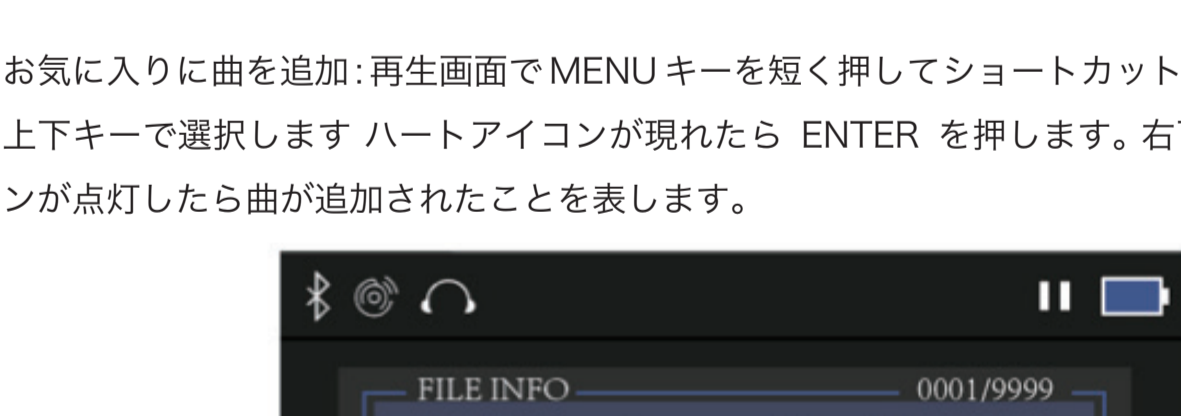 お気に入りに曲を追加:再生画面でMENUキーを短く押してショートカット
上下キーで選択します ハートアイコンが現れたら ENTER を押します。右
ンが点灯したら曲が追加されたことを表します。
FILE INFO 0001/9999